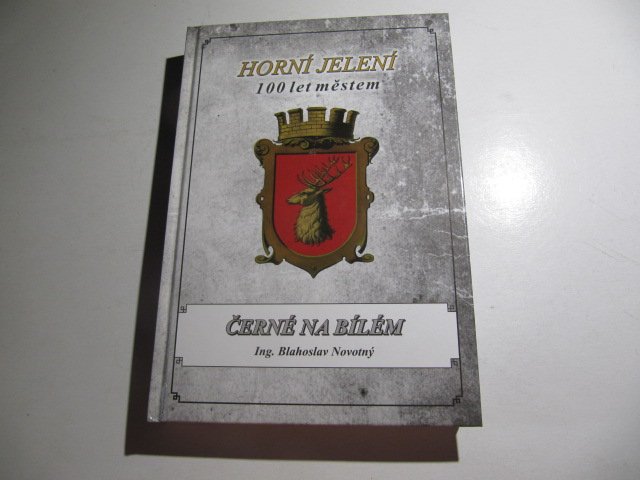 HORNÍ JELENÍ
100 let městem
ČERNÉ NA BÍLÉM
Ing. Blahoslav Novotný